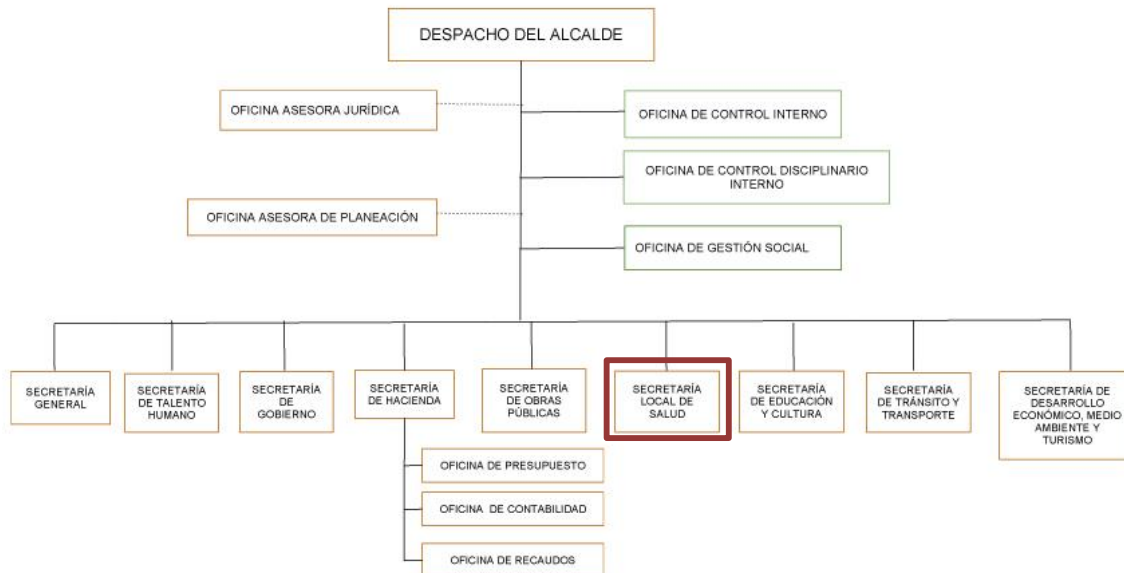 DESPACHO DEL ALCALDE
OFICINA ASESORA JURÍDICA
OFICINA DE CONTROL INTERNO
OFICINA DE CONTROL DISCIPLINARIO
INTERNO
OFICINA ASESORA DE PLANEACIÓN
OFICINA DE GESTIÓN SOCIAL
SECRETARÍA
GENERAL
SECRETARÍA
DE TALENTO
HUMANO
SECRETARÍA
DE
GOBIERNO
SECRETARÍA
DE HACIENDA
SECRETARÍA
DE OBRAS
PÚBLICAS
SECRETARÍA
LOCAL DE
SALUD
SECRETARÍA
DE EDUCACIÓN
Y CULTURA
SECRETARÍA
DE TRÁNSITO Y
TRANSPORTE
SECRETARÍA DE
DESARROLLO
ECONÓMICO, MEDIO
AMBIENTE Y
TURISMO
OFICINA DE PRESUPUESTO
OFICINA DE CONTABILIDAD
OFICINA DE RECAUDOS